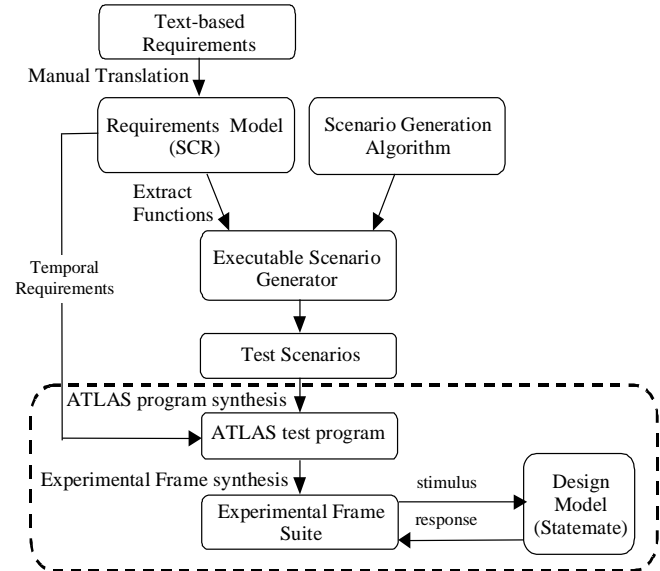 Text-based
Requirements
Manual Translation
Requirements Model
(SCR)
Scenario Generation
Algorithm
Extract
Functions
Executable Scenario
Generator
Temporal
Requirements
Test Scenarios
ATLAS program synthesis
ATLAS test program
Experimental Frame synthesis
stimulus
Experimental Frame
Suite
response
Design
Model
(Statemate)